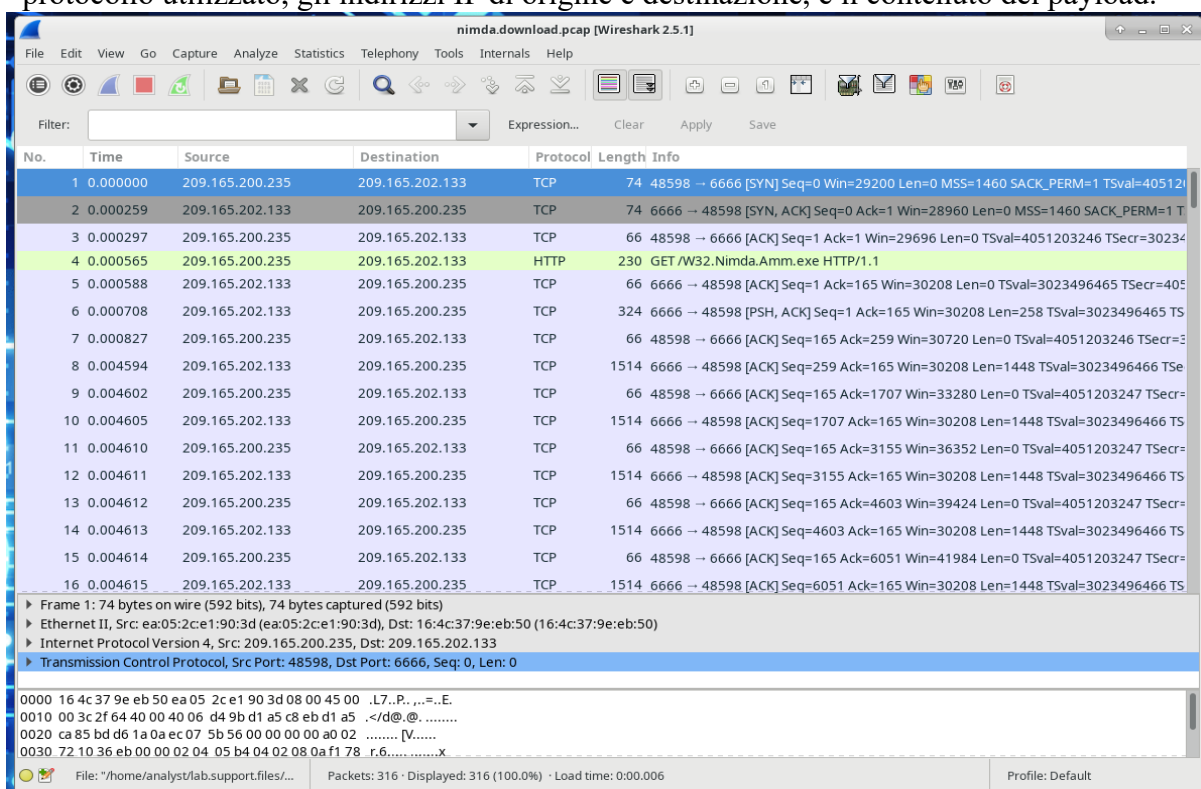 protocollo utilizzato, gli indirizzi IP di origine e destinazione, e il contenuto del payload.
nimda.download.pcap [Wireshark 2.5.1]
File Edit View Go Capture Analyze Statistics Telephony Tools Internals Help
Filter: Expression... Clear Apply Save
No. Time Source Destination Protocol Length Info
1 0.000000 209.165.200.235 209.165.202.133 TCP 74 48598 → 6666 [SYN] Seq=0 Win=29200 Len=0 MSS=1460 SACK_PERM=1 TSval=40512
2 0.000259 209.165.202.133 209.165.200.235 TCP 74 6666 → 48598 [SYN, ACK] Seq=0 Ack=1 Win=28960 Len=0 MSS=1460 SACK_PERM=1 T
3 0.000297 209.165.200.235 209.165.202.133 TCP 66 48598 → 6666 [ACK] Seq=1 Ack=1 Win=29696 Len=0 TSval=4051203246 TSecr=30234
4 0.000565 209.165.200.235 209.165.202.133 HTTP 230 GET /W32.Nimda.Amm.exe HTTP/1.1
5 0.000588 209.165.202.133 209.165.200.235 TCP 66 6666 → 48598 [ACK] Seq=1 Ack=165 Win=30208 Len=0 TSval=3023496465 TSecr=405
6 0.000708 209.165.202.133 209.165.200.235 TCP 324 6666 → 48598 [PSH, ACK] Seq=1 Ack=165 Win=30208 Len=258 TSval=3023496465 TS
7 0.000827 209.165.200.235 209.165.202.133 TCP 66 48598 → 6666 [ACK] Seq=165 Ack=259 Win=30720 Len=0 TSval=4051203246 TSecr=3
8 0.004594 209.165.202.133 209.165.200.235 TCP 1514 6666 → 48598 [ACK] Seq=259 Ack=165 Win=30208 Len=1448 TSval=3023496466 TSe
9 0.004602 209.165.200.235 209.165.202.133 TCP 66 48598 → 6666 [ACK] Seq=165 Ack=1707 Win=33280 Len=0 TSval=4051203247 TSecr=
10 0.004605 209.165.202.133 209.165.200.235 TCP 1514 6666 → 48598 [ACK] Seq=1707 Ack=165 Win=30208 Len=1448 TSval=3023496466 TS
11 0.004610 209.165.200.235 209.165.202.133 TCP 66 48598 → 6666 [ACK] Seq=165 Ack=3155 Win=36352 Len=0 TSval=4051203247 TSecr=
12 0.004611 209.165.202.133 209.165.200.235 TCP 1514 6666 → 48598 [ACK] Seq=3155 Ack=165 Win=30208 Len=1448 TSval=3023496466 TS
13 0.004612 209.165.200.235 209.165.202.133 TCP 66 48598 → 6666 [ACK] Seq=165 Ack=4603 Win=39424 Len=0 TSval=4051203247 TSecr=
14 0.004613 209.165.202.133 209.165.200.235 TCP 1514 6666 → 48598 [ACK] Seq=4603 Ack=165 Win=30208 Len=1448 TSval=3023496466 TS
15 0.004614 209.165.200.235 209.165.202.133 TCP 66 48598 → 6666 [ACK] Seq=165 Ack=6051 Win=41984 Len=0 TSval=4051203247 TSecr=
16 0.004615 209.165.202.133 209.165.200.235 TCP 1514 6666 → 48598 [ACK] Seq=6051 Ack=165 Win=30208 Len=1448 TSval=3023496466 TS
Frame 1: 74 bytes on wire (592 bits), 74 bytes captured (592 bits)
Ethernet II, Src: ea:05:2c:e1:90:3d (ea:05:2c:e1:90:3d), Dst: 16:4c:37:9e:eb:50 (16:4c:37:9e:eb:50)
Internet Protocol Version 4, Src: 209.165.200.235, Dst: 209.165.202.133
Transmission Control Protocol, Src Port: 48598, Dst Port: 6666, Seq: 0, Len: 0
0000 16 4c 37 9e eb 50 ea 05 2c e1 90 3d 08 00 45 00 .L7..P.. ,..=..E.
0010 00 3c 2f 64 40 00 40 06 d4 9b d1 a5 c8 eb d1 a5 .</d@.@. ........
0020 ca 85 bd d6 1a 0a ec 07 5b 56 00 00 00 00 a0 02 ........ [V......
0030 72 10 36 eb 00 00 02 04 05 b4 04 02 08 0a f1 78 r.6..... .......x
File: "/home/analyst/lab.support.files/... Packets: 316 · Displayed: 316 (100.0%) · Load time: 0:00.006 Profile: Default